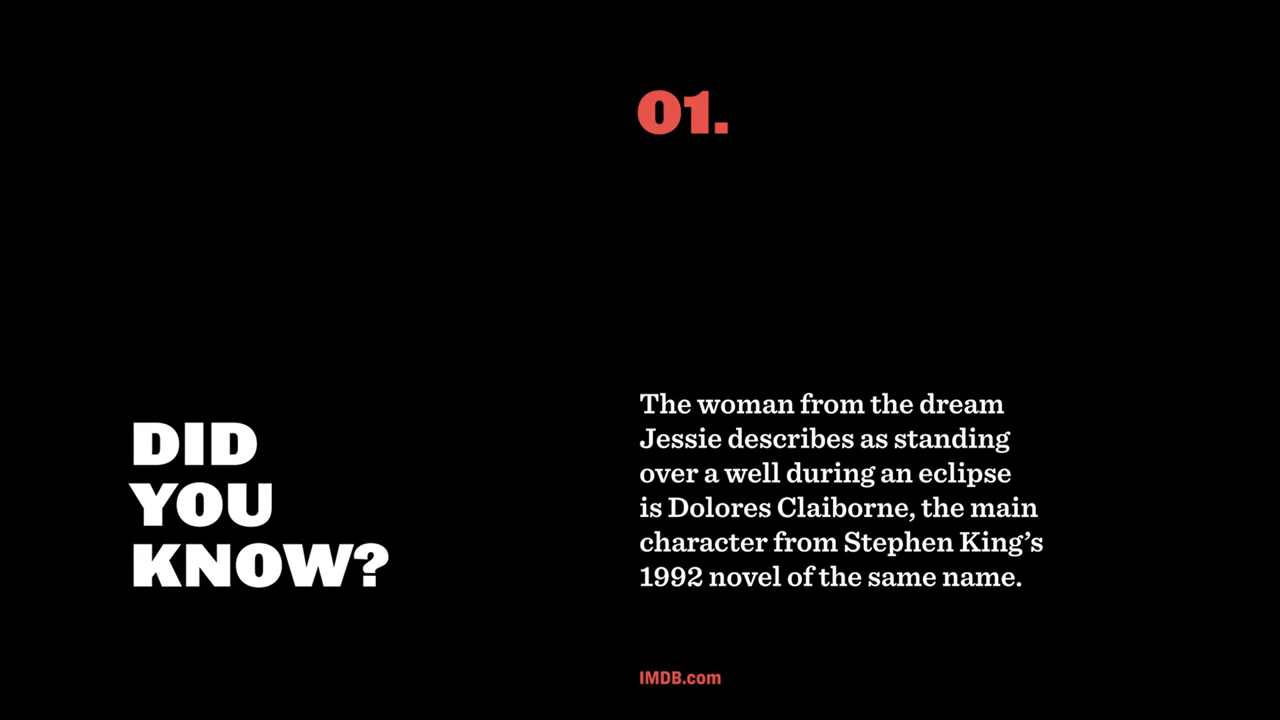 01.
DID
YOU
KNOW?
The woman from the dream
Jessie describes as standing
over a well during an eclipse
is Dolores Claiborne, the main
character from Stephen King’s
1992 novel of the same name.
IMDB.com